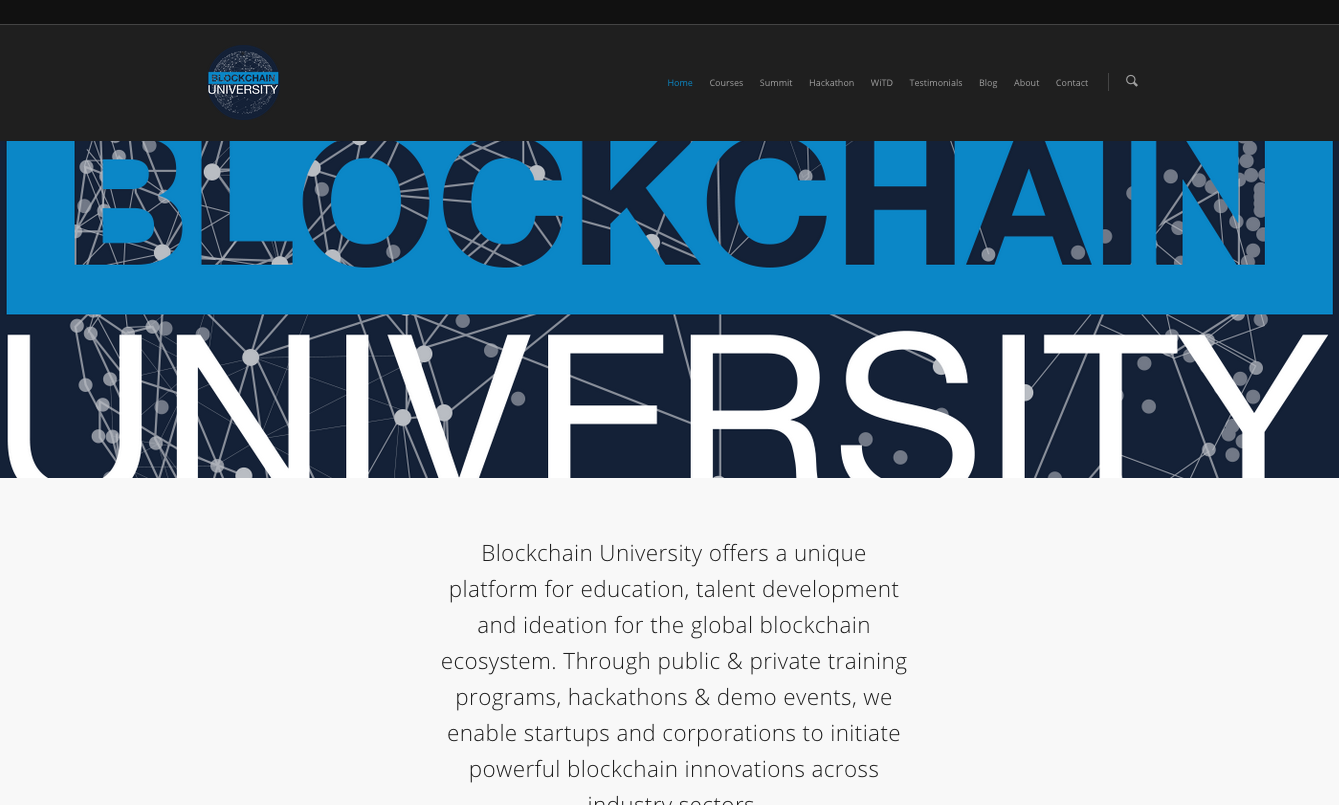 BLOCKCHAIN
UNIVERSITY
Home Courses Summit Hackathon WiTD Testimonials Blog About Contact
BLOCKCHAIN
UNIVERSITY
Blockchain University offers a unique
platform for education, talent development
and ideation for the global blockchain
ecosystem. Through public & private training
programs, hackathons & demo events, we
enable startups and corporations to initiate
powerful blockchain innovations across
industry sectors.